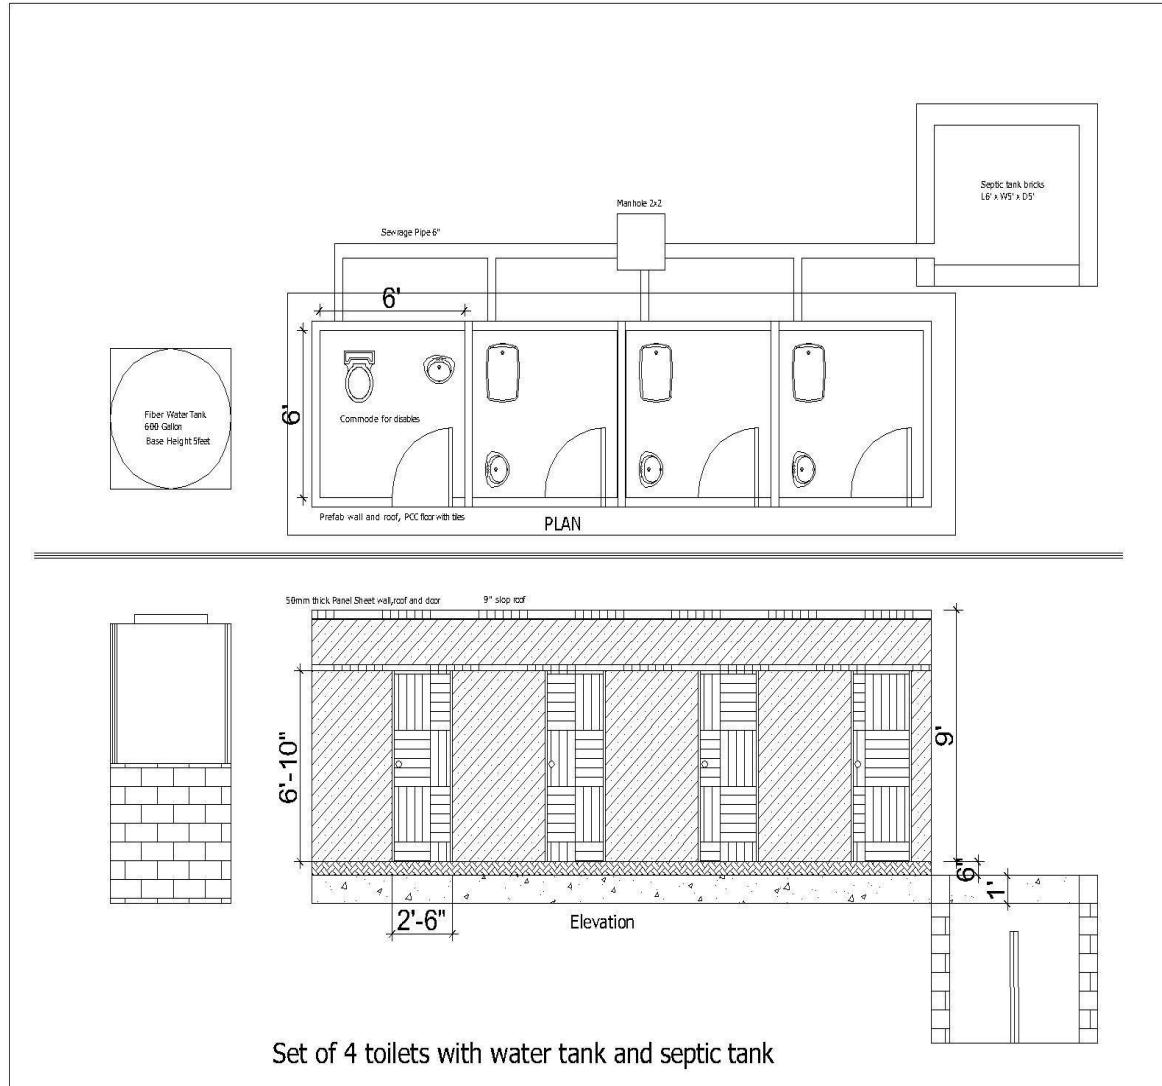 Septic tank bricks
L6' x W5' x D5'
Manhole 2x2
Sewrage Pipe 6"
6'
6'
Fiber Water Tank
600 Gallon
Base Height 5feet
Commode for disables
Prefab wall and roof, PCC floor with tiles
PLAN
50mm thick Panel Sheet wall,roof and door
9" slop roof
6'-10"
9'
6"
1'
2'-6"
Elevation
Set of 4 toilets with water tank and septic tank